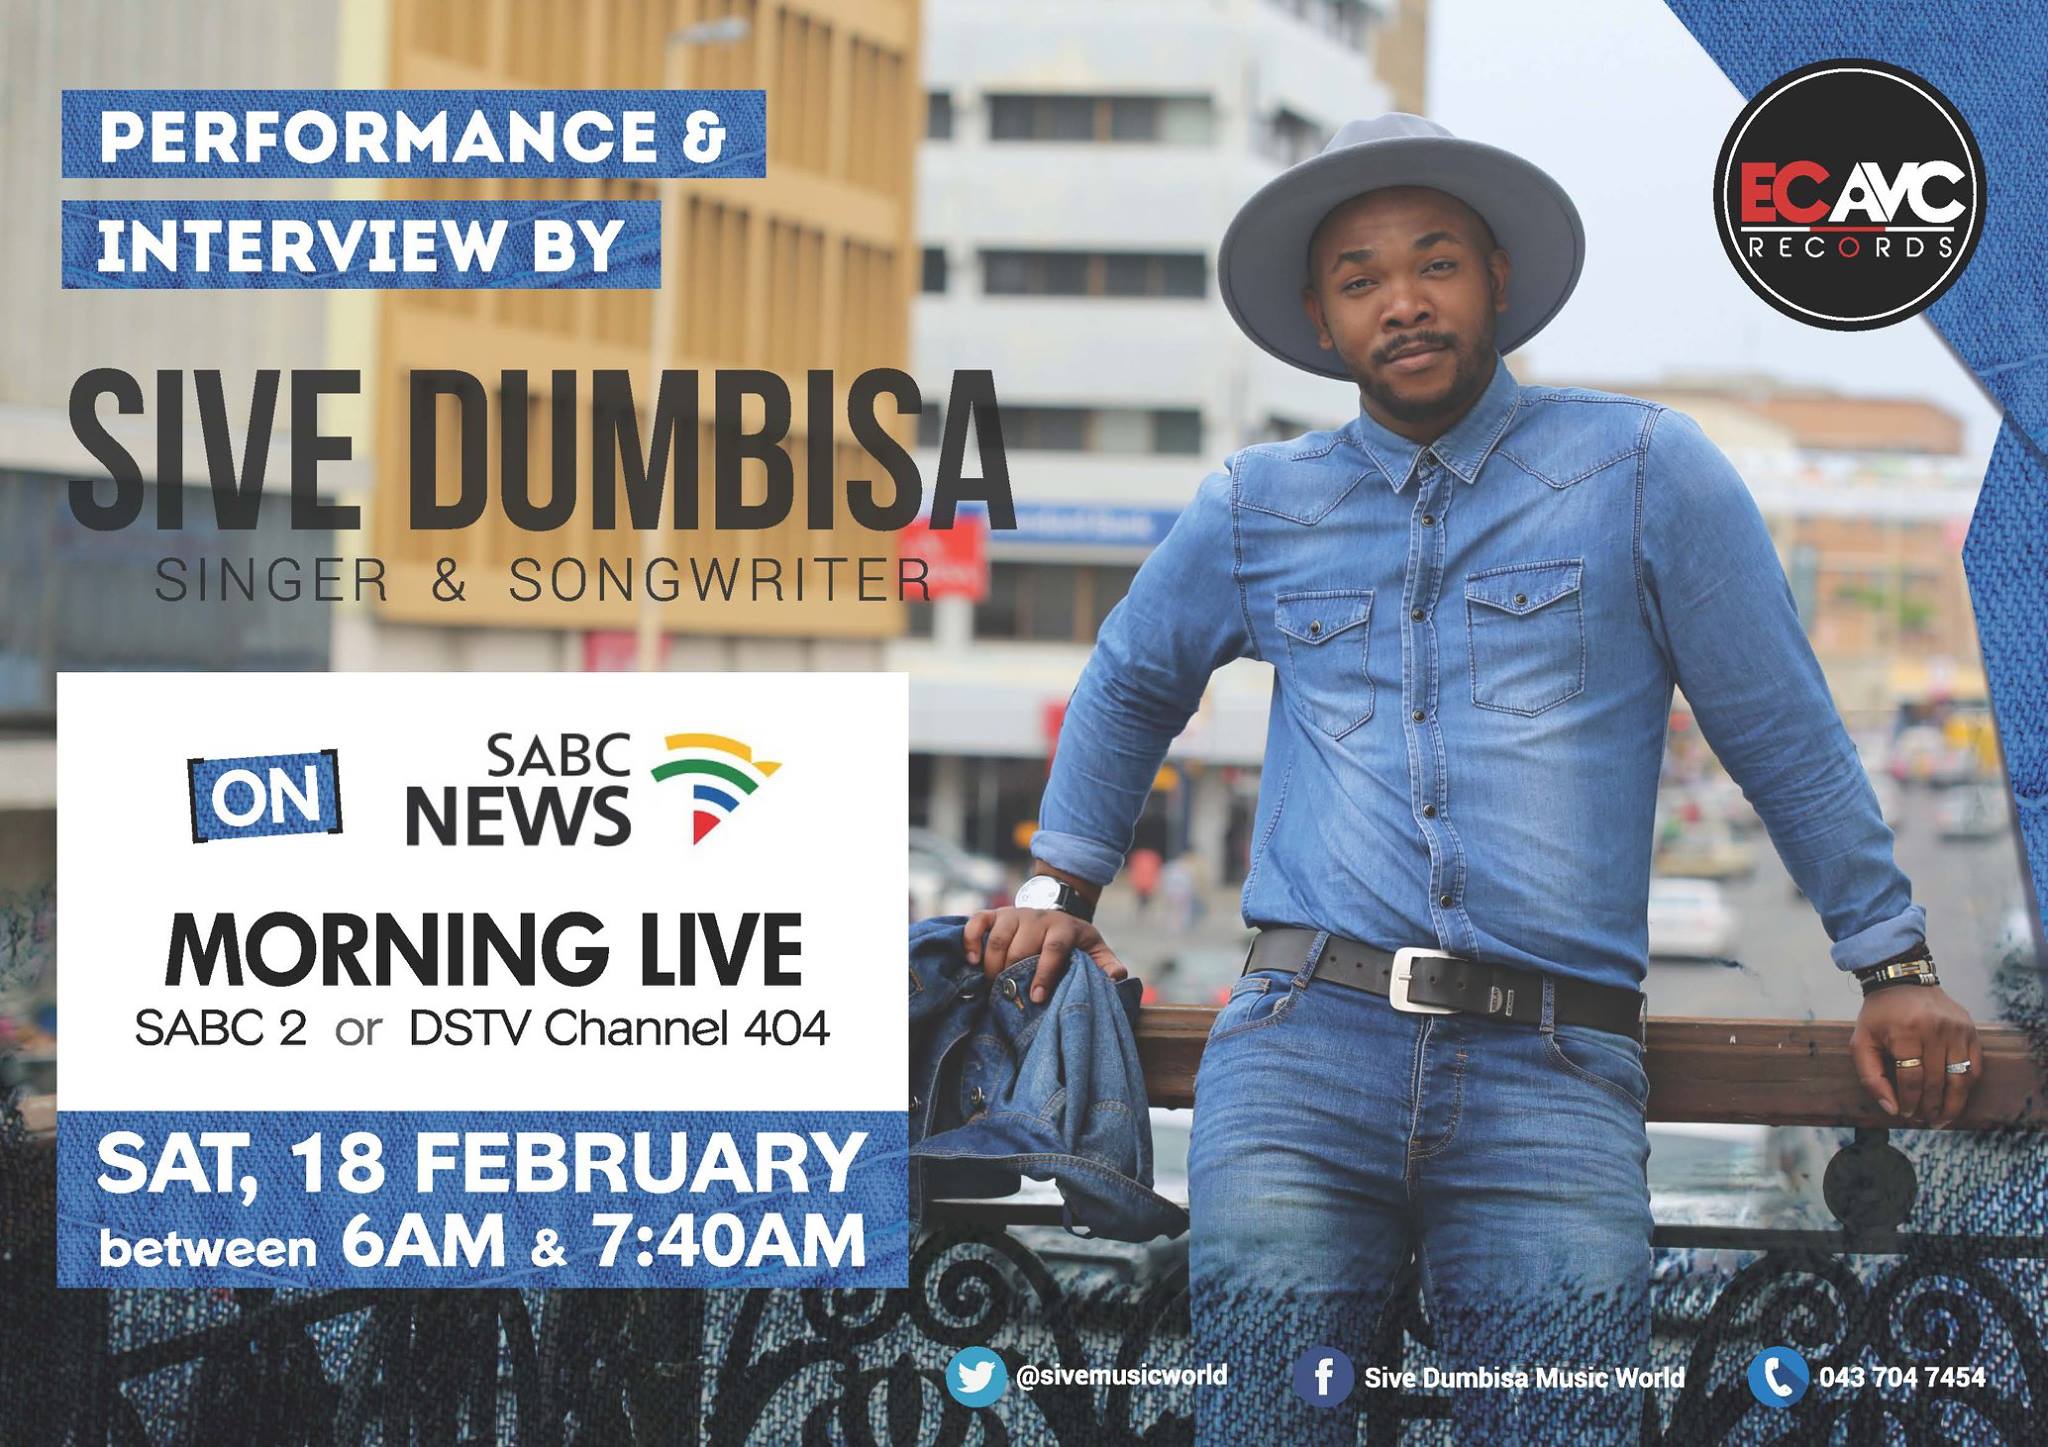 PERFORMANCE &
INTERVIEW BY
SIVE DUMBISA
SINGER & SONGWRITER
ECAVC
RECORDS
ON
SABC
NEWS
MORNING LIVE
SABC 2 or DSTV Channel 404
SAT, 18 FEBRUARY
between 6AM & 7:40AM
@sivemusicworld
Sive Dumbisa Music World
043 704 7454